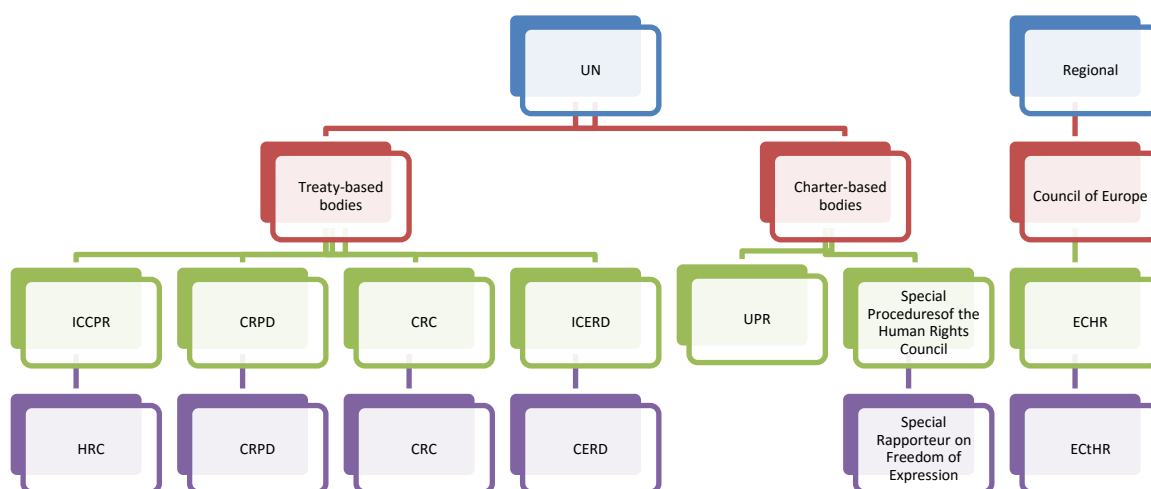 UN
Regional
Treaty-based
bodies
Charter-based
bodies
Council of Europe
ICCPR
CRPD
CRC
ICERD
UPR
Special
Proceduresof the
Human Rights
Council
ECHR
HRC
CRPD
CRC
CERD
Special
Rapporteur on
Freedom of
Expression
ECtHR